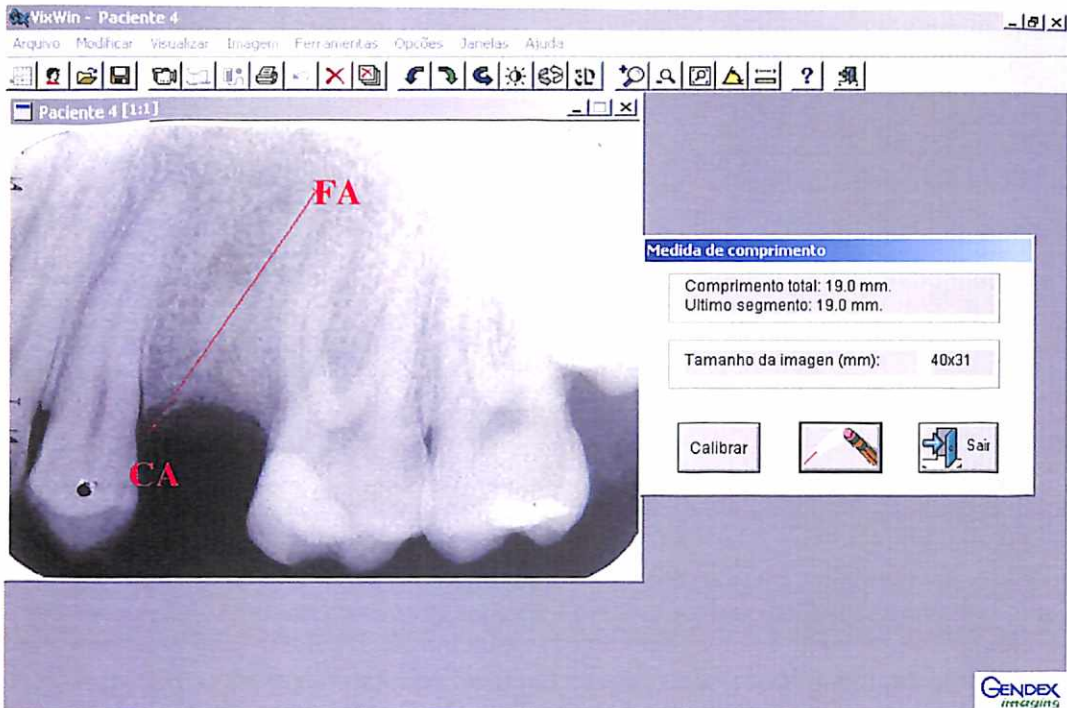 VixWin - Paciente 4
Arquivo Modificar Visualizar Imagem Ferramentas Opções Janelas Ajuda
Paciente 4 [1:1]
FA
CA
Medida de comprimento
Comprimento total: 19.0 mm.
Ultimo segmento: 19.0 mm.
Tamanho da imagen (mm): 40x31
Calibrar
Sair
GENDEX
imaging